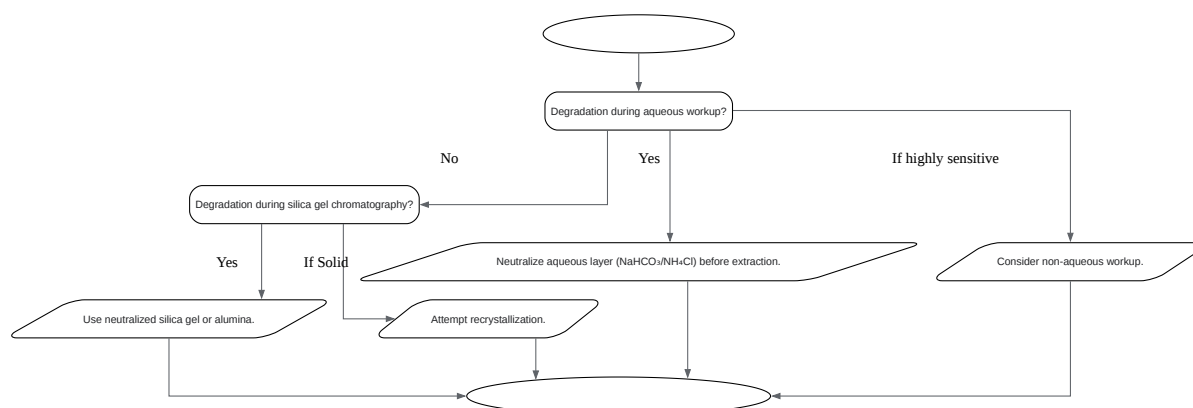 Degradation during aqueous workup?
No
Yes
If highly sensitive
Degradation during silica gel chromatography?
Yes
If Solid
Neutralize aqueous layer (NaHCO₃/NH₄Cl) before extraction.
Consider non-aqueous workup.
Use neutralized silica gel or alumina.
Attempt recrystallization.